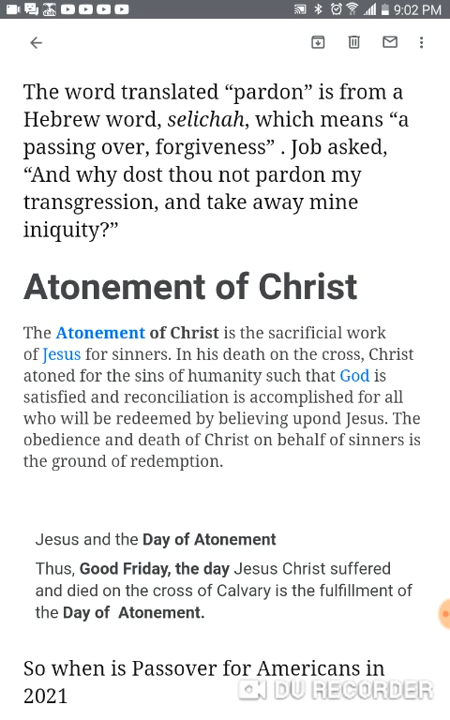 9:02 PM
The word translated “pardon” is from a
Hebrew word, selichah, which means “a
passing over, forgiveness” . Job asked,
“And why dost thou not pardon my
transgression, and take away mine
iniquity?”
Atonement of Christ
The Atonement of Christ is the sacrificial work
of Jesus for sinners. In his death on the cross, Christ
atoned for the sins of humanity such that God is
satisfied and reconciliation is accomplished for all
who will be redeemed by believing upond Jesus. The
obedience and death of Christ on behalf of sinners is
the ground of redemption.
Jesus and the Day of Atonement
Thus, Good Friday, the day Jesus Christ suffered
and died on the cross of Calvary is the fulfillment of
the Day of  Atonement.
So when is Passover for Americans in
2021
DU RECORDER